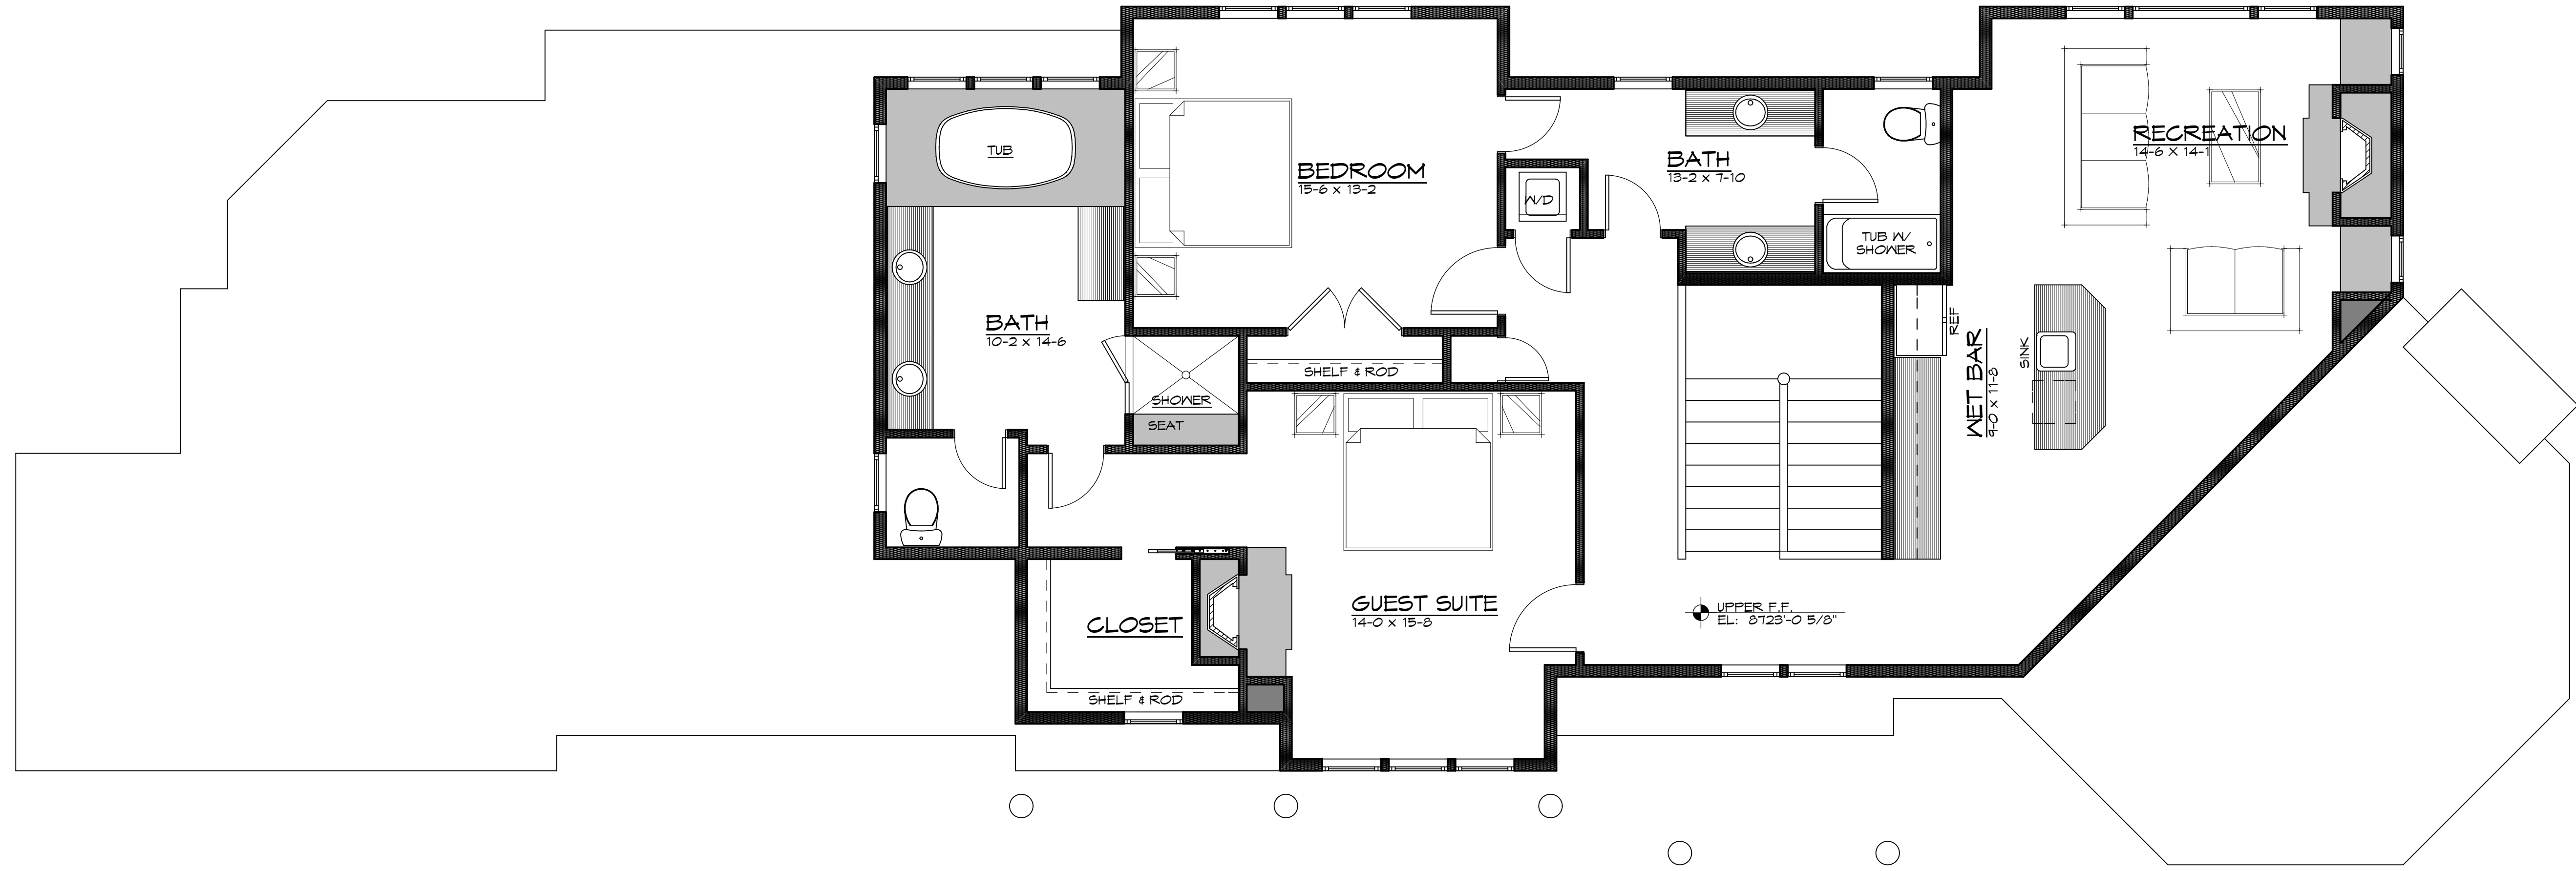 TUB
BEDROOM
15-6 x 13-2
W/D
BATH
13-2 x 7-10
TUB W/
SHOWER
RECREATION
14-6 x 14-1
BATH
10-2 x 14-6
SHELF & ROD
SHOWER
SEAT
REF
WET BAR
9-0 x 11-8
SINK
GUEST SUITE
14-0 x 15-8
CLOSET
SHELF & ROD
UPPER F.F.
EL: 8723'-0 5/8"